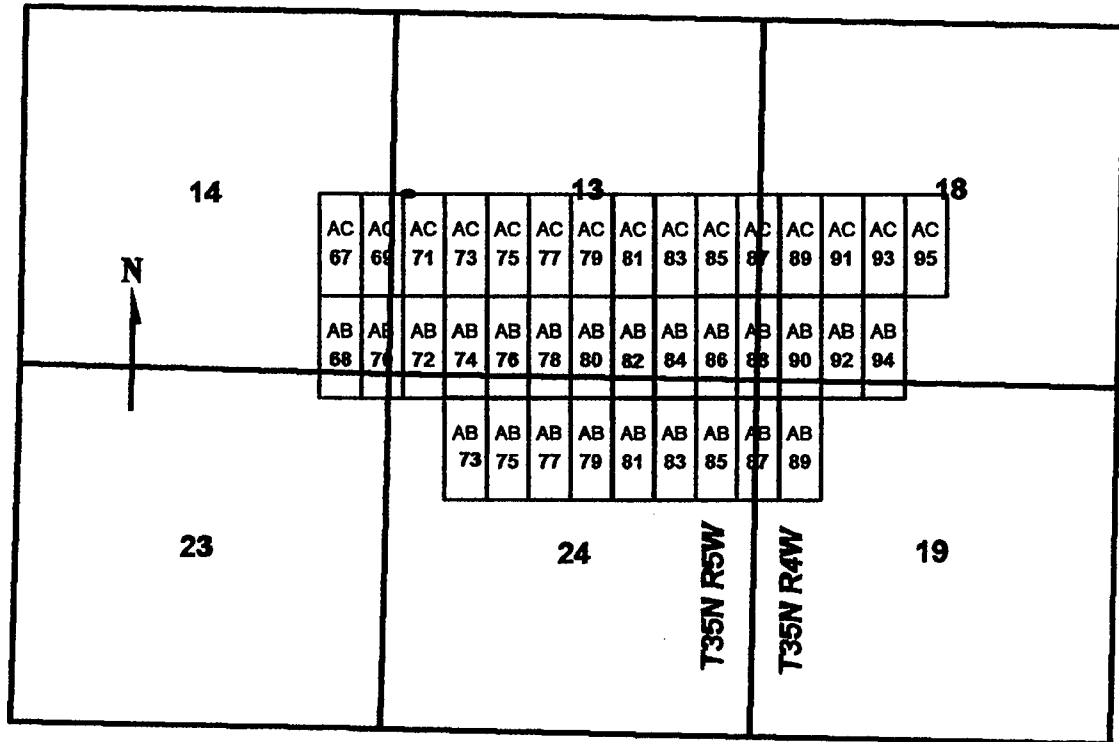 14
13
18
N
AC AC AC AC AC AC AC AC AC AC AC AC AC AC AC
67 69 71 73 75 77 79 81 83 85 87 89 91 93 95
AB AB AB AB AB AB AB AB AB AB AB AB AB AB
68 70 72 74 76 78 80 82 84 86 88 90 92 94
AB AB AB AB AB AB AB AB AB
73 75 77 79 81 83 85 87 89
23
24
19
T35N R5W
T35N R4W